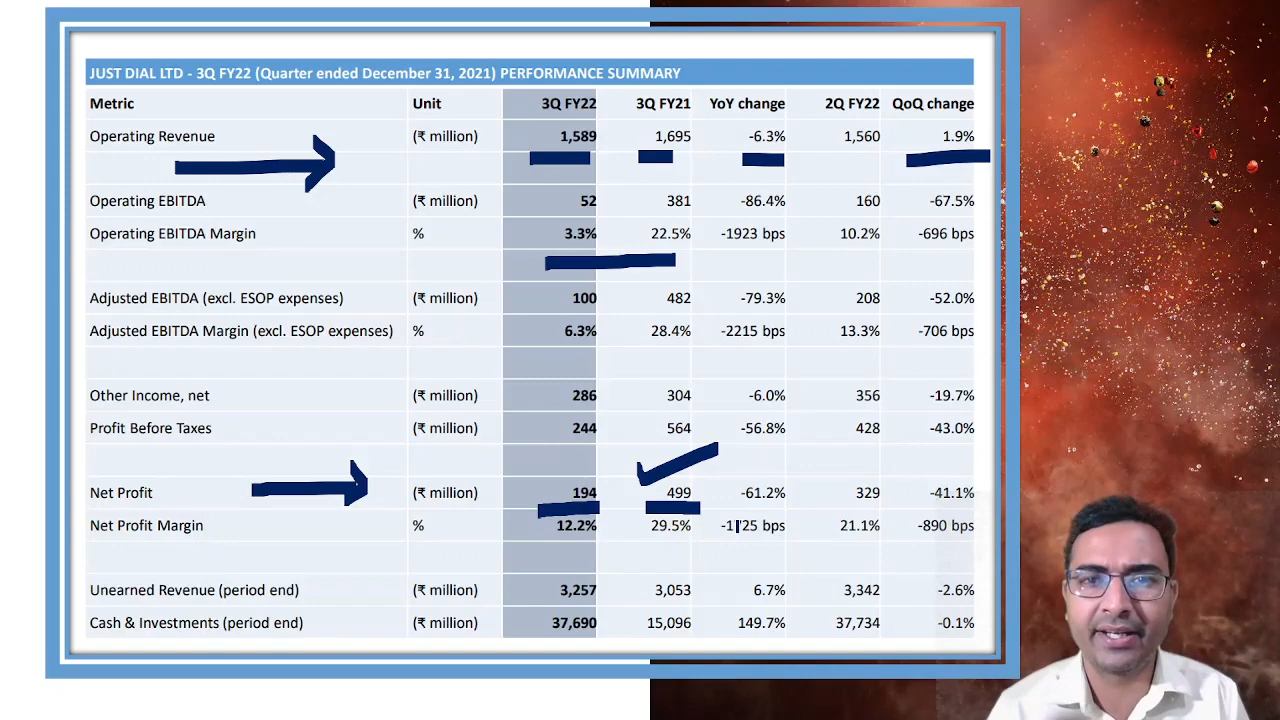 JUST DIAL LTD - 3Q FY22 (Quarter ended December 31, 2021) PERFORMANCE SUMMARY
Metric Unit 3Q FY22 3Q FY21 YoY change 2Q FY22 QoQ change
Operating Revenue (₹ million) 1,589 1,695 -6.3% 1,560 1.9%
Operating EBITDA (₹ million) 52 381 -86.4% 160 -67.5%
Operating EBITDA Margin % 3.3% 22.5% -1923 bps 10.2% -696 bps
Adjusted EBITDA (excl. ESOP expenses) (₹ million) 100 482 -79.3% 208 -52.0%
Adjusted EBITDA Margin (excl. ESOP expenses) % 6.3% 28.4% -2215 bps 13.3% -706 bps
Other Income, net (₹ million) 286 304 -6.0% 356 -19.7%
Profit Before Taxes (₹ million) 244 564 -56.8% 428 -43.0%
Net Profit (₹ million) 194 499 -61.2% 329 -41.1%
Net Profit Margin % 12.2% 29.5% bps 21.1% -890 bps
Unearned Revenue (period end) (₹ million) 3,257 3,053 6.7% 3,342 -2.6%
Cash & Investments (period end) (₹ million) 37,690 15,096 149.7% 37,734 -0.1%